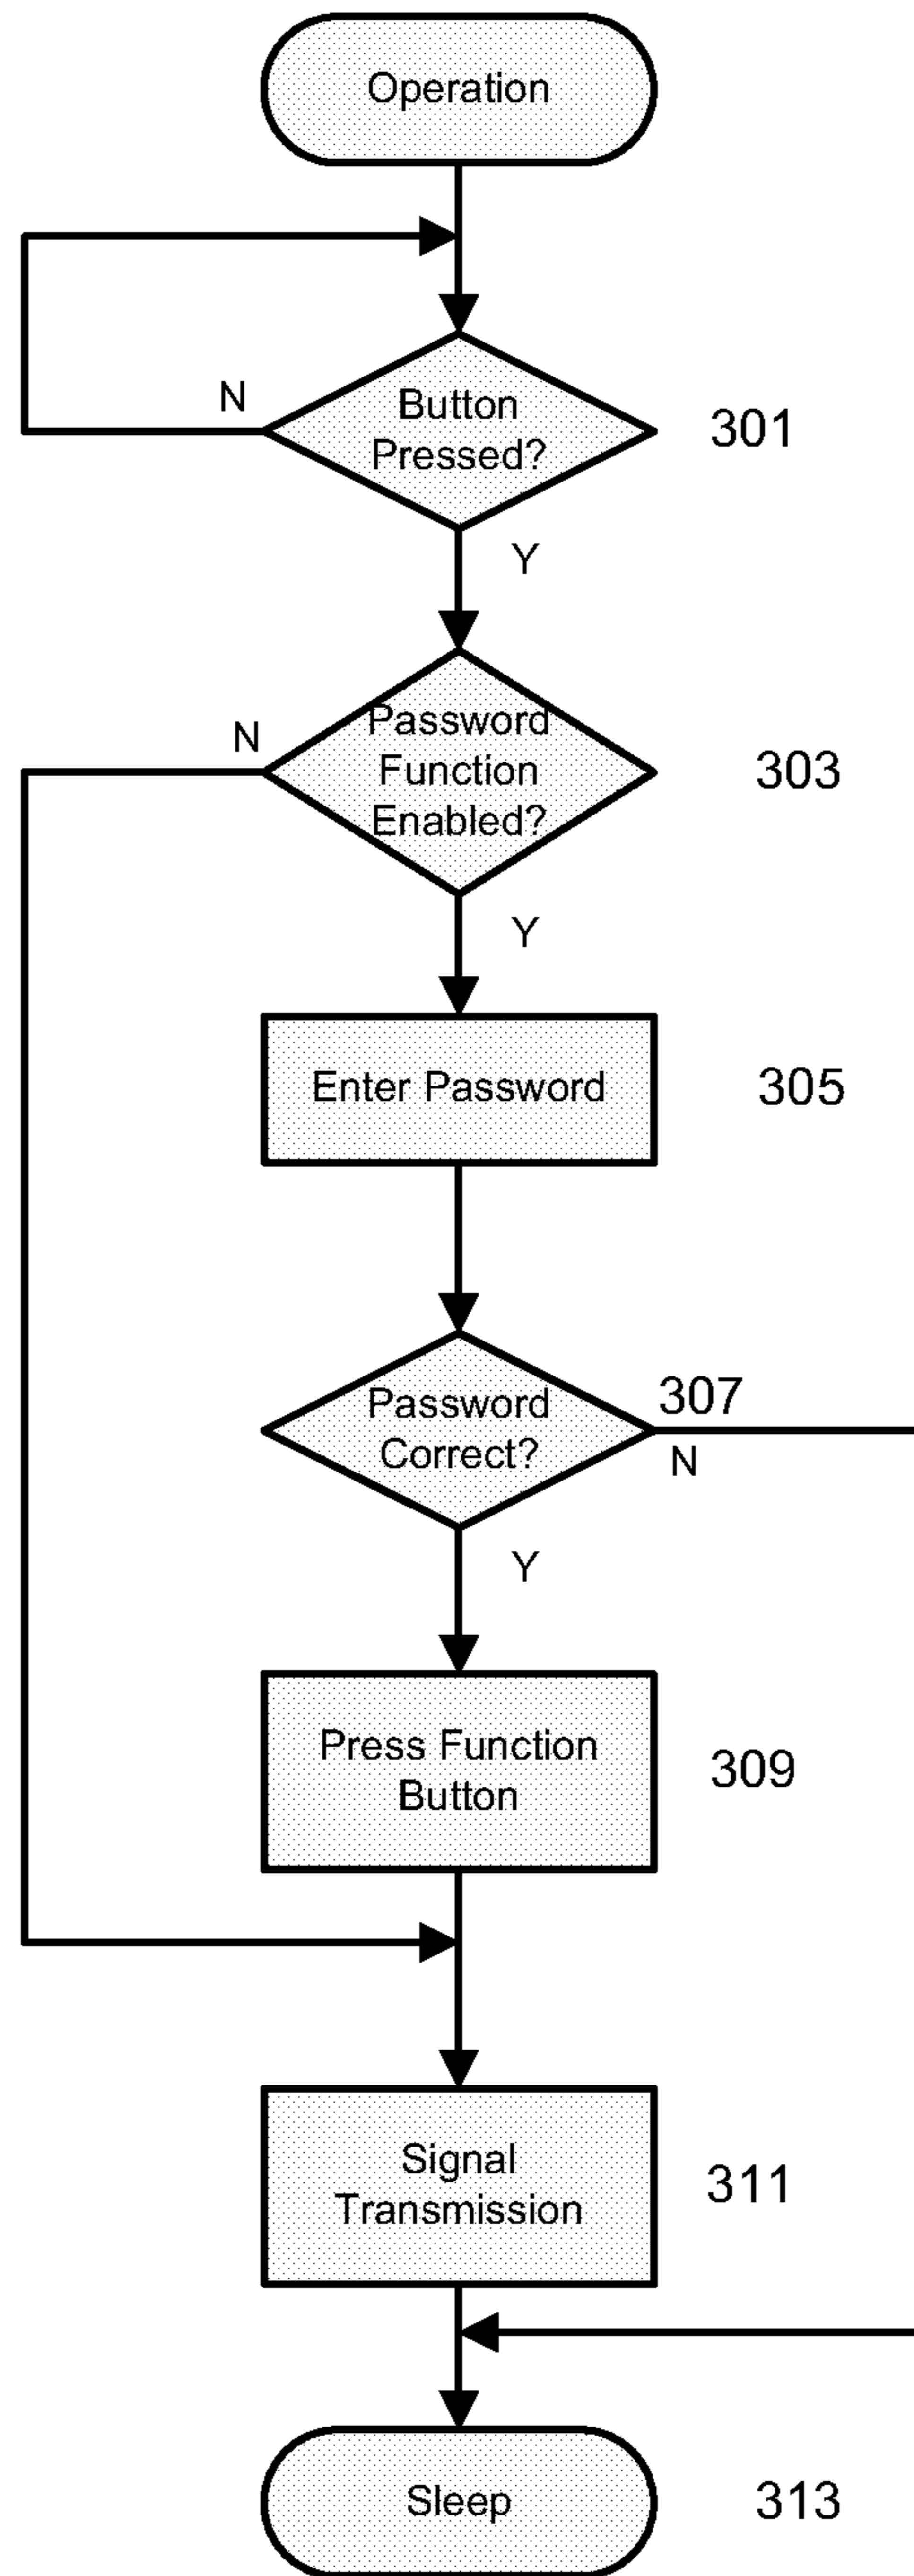 Operation
N
Button
Pressed?
301
Y
N
Password
Function
Enabled?
303
Y
Enter Password
305
Password
Correct?
307
N
Y
Press Function
Button
309
Signal
Transmission
311
Sleep
313